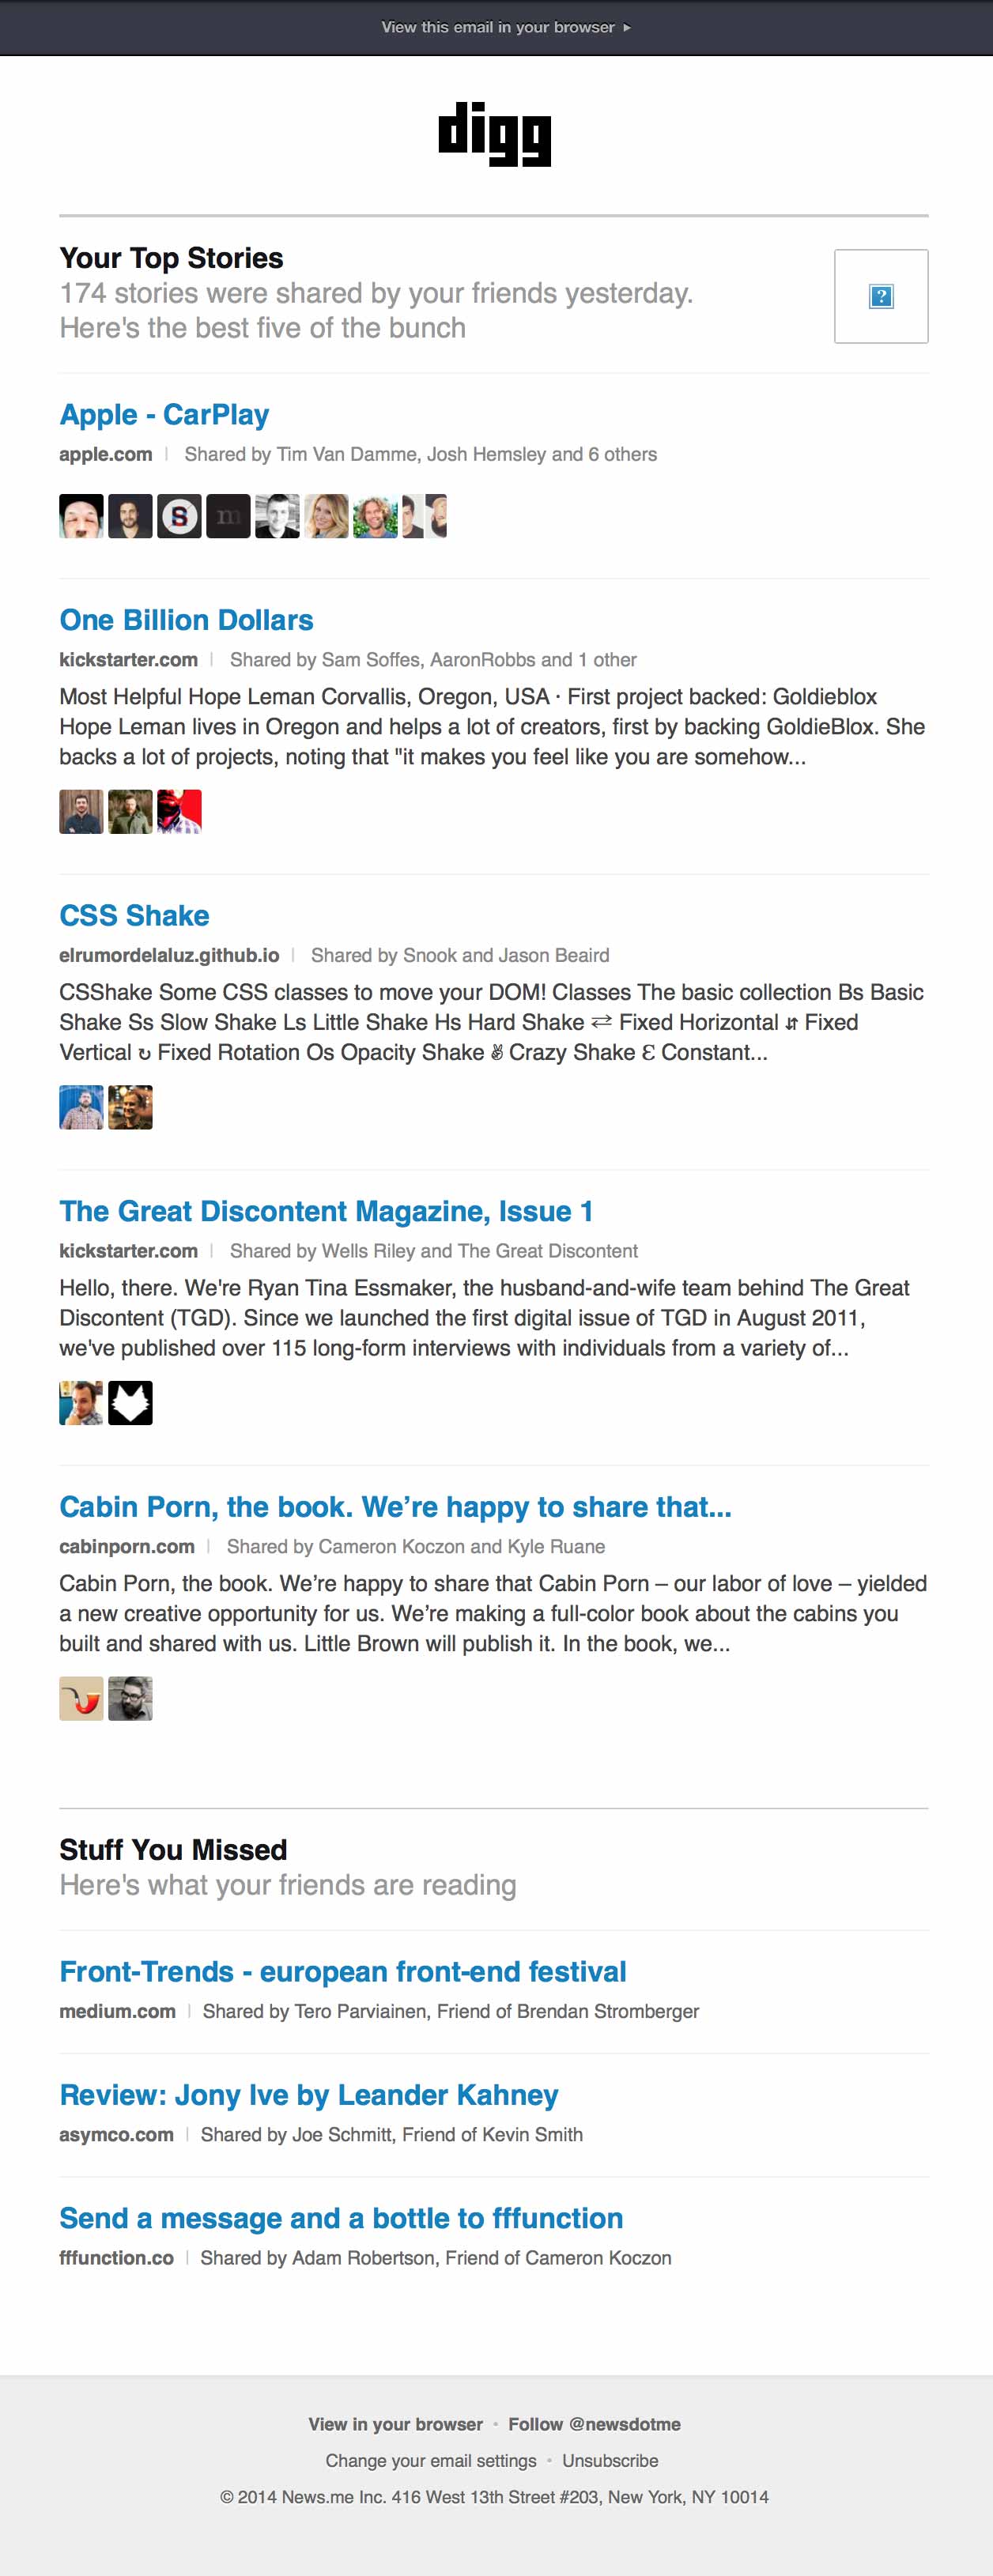 View this email in your browser ▸
digg
Your Top Stories
174 stories were shared by your friends yesterday.
Here's the best five of the bunch
?
Apple - CarPlay
apple.com | Shared by Tim Van Damme, Josh Hemsley and 6 others
S
m
One Billion Dollars
kickstarter.com | Shared by Sam Soffes, AaronRobbs and 1 other
Most Helpful Hope Leman Corvallis, Oregon, USA · First project backed: Goldieblox
Hope Leman lives in Oregon and helps a lot of creators, first by backing GoldieBlox. She
backs a lot of projects, noting that "it makes you feel like you are somehow...
CSS Shake
elrumordelaluz.github.io | Shared by Snook and Jason Beaird
CSShake Some CSS classes to move your DOM! Classes The basic collection Bs Basic
Shake Ss Slow Shake Ls Little Shake Hs Hard Shake ⇄ Fixed Horizontal ⇵ Fixed
Vertical ↻ Fixed Rotation Os Opacity Shake ✌ Crazy Shake ℇ Constant...
The Great Discontent Magazine, Issue 1
kickstarter.com | Shared by Wells Riley and The Great Discontent
Hello, there. We're Ryan Tina Essmaker, the husband-and-wife team behind The Great
Discontent (TGD). Since we launched the first digital issue of TGD in August 2011,
we've published over 115 long-form interviews with individuals from a variety of...
Cabin Porn, the book. We’re happy to share that...
cabinporn.com | Shared by Cameron Koczon and Kyle Ruane
Cabin Porn, the book. We’re happy to share that Cabin Porn – our labor of love – yielded
a new creative opportunity for us. We’re making a full-color book about the cabins you
built and shared with us. Little Brown will publish it. In the book, we...
Stuff You Missed
Here's what your friends are reading
Front-Trends - european front-end festival
medium.com | Shared by Tero Parviainen, Friend of Brendan Stromberger
Review: Jony Ive by Leander Kahney
asymco.com | Shared by Joe Schmitt, Friend of Kevin Smith
Send a message and a bottle to fffunction
fffunction.co | Shared by Adam Robertson, Friend of Cameron Koczon
View in your browser • Follow @newsdotme
Change your email settings • Unsubscribe
© 2014 News.me Inc. 416 West 13th Street #203, New York, NY 10014